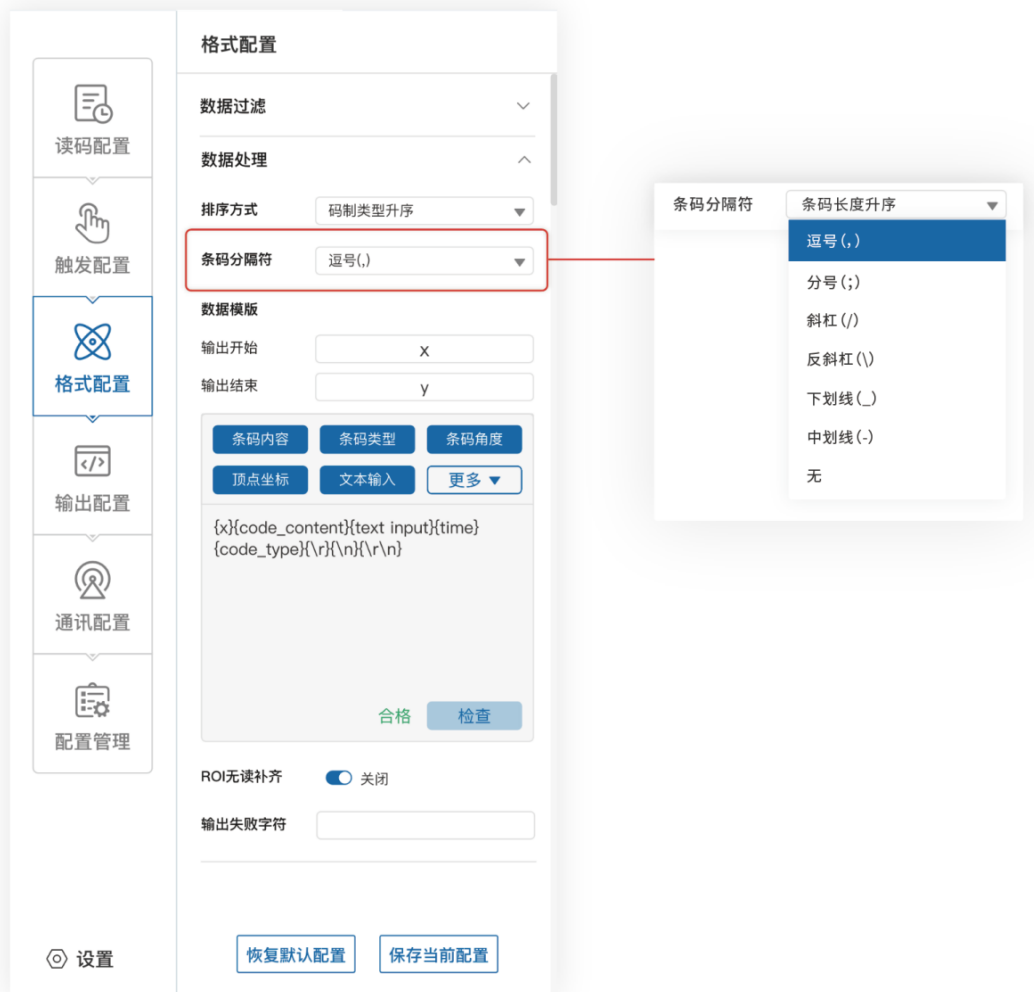 格式配置
数据过滤
读码配置
数据处理
排序方式 码制类型升序
条码分隔符 逗号(,)
触发配置
数据模版
输出开始 x
格式配置
输出结束 y
条码内容 条码类型 条码角度
顶点坐标 文本输入 更多
</>
输出配置
{x}{code_content}{text input}{time}
{code_type}{\r}{\n}{\r\n}
通讯配置
合格 检查
配置管理
ROI无读补齐 关闭
输出失败字符
设置
恢复默认配置 保存当前配置
条码分隔符 条码长度升序
逗号(,)
分号(;)
斜杠(/)
反斜杠(\)
下划线(_)
中划线(-)
无